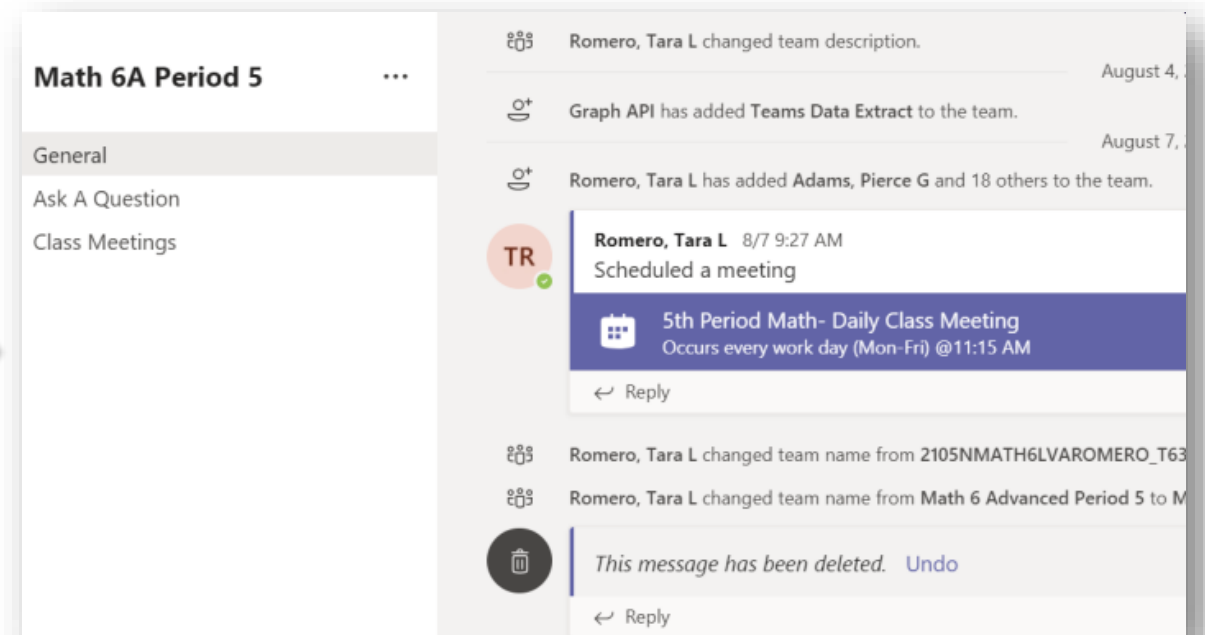 Math 6A Period 5 ...
General
Ask A Question
Class Meetings
Romero, Tara L changed team description.
August 4,
Graph API has added Teams Data Extract to the team.
August 7,
Romero, Tara L has added Adams, Pierce G and 18 others to the team.
TR
Romero, Tara L 8/7 9:27 AM
Scheduled a meeting
5th Period Math- Daily Class Meeting
Occurs every work day (Mon-Fri) @11:15 AM
Reply
Romero, Tara L changed team name from 2105NMATH6LVAROMERO_T63
Romero, Tara L changed team name from Math 6 Advanced Period 5 to M
This message has been deleted. Undo
Reply